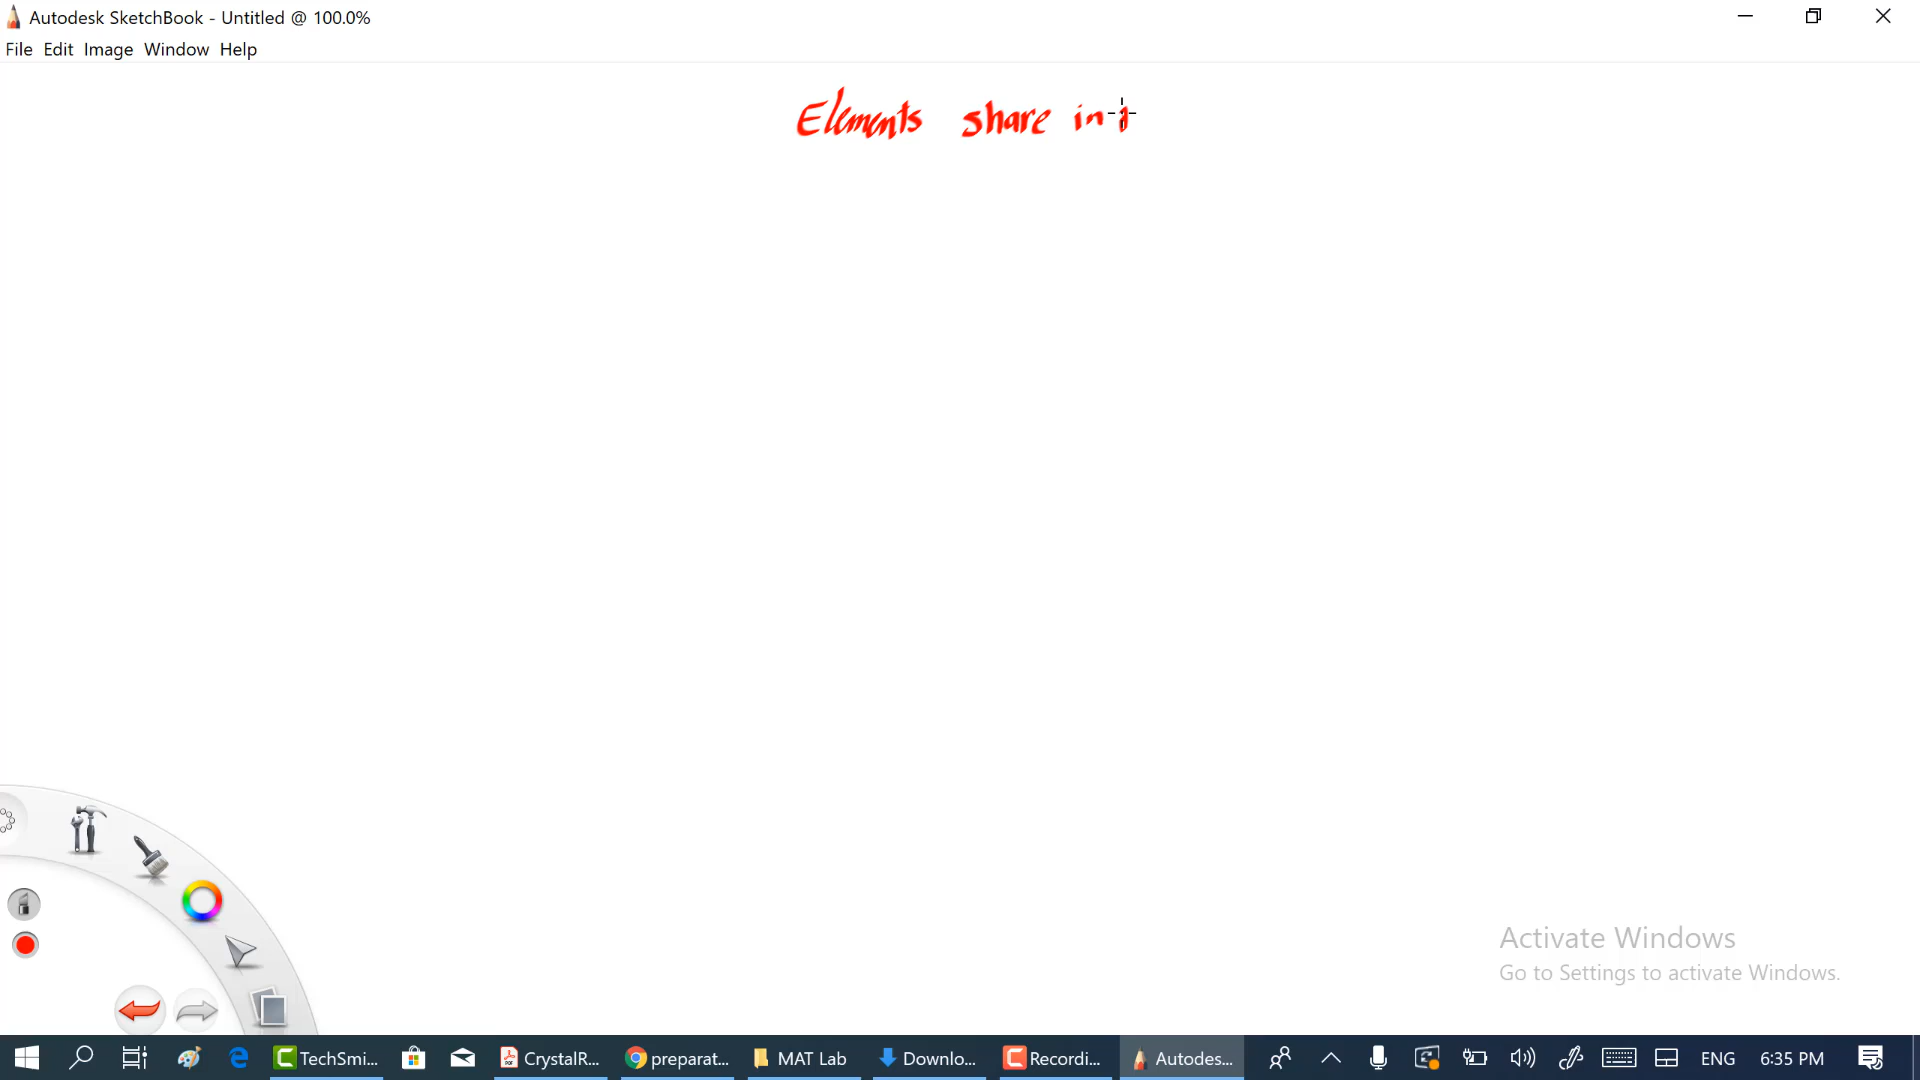 Autodesk SketchBook - Untitled @ 100.0%
File Edit Image Window Help
Elements share in
Activate Windows
Go to Settings to activate Windows.
TechSmi... CrystalR... preparat... MAT Lab Downlo... Recordi... Autodes... ENG 6:35 PM